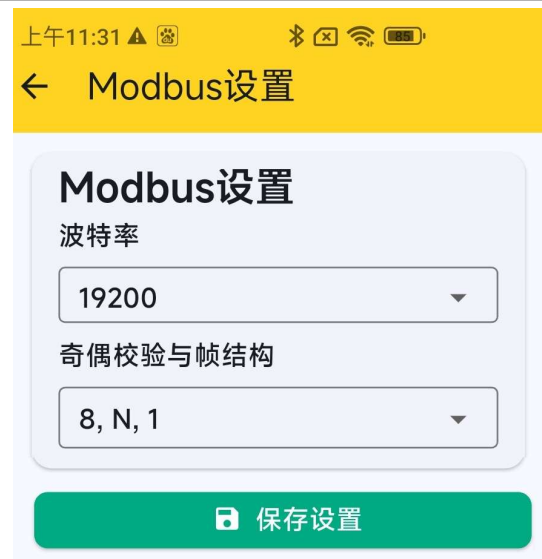 上午11:31
85
Modbus设置
Modbus设置
波特率
19200
奇偶校验与帧结构
8, N, 1
保存设置